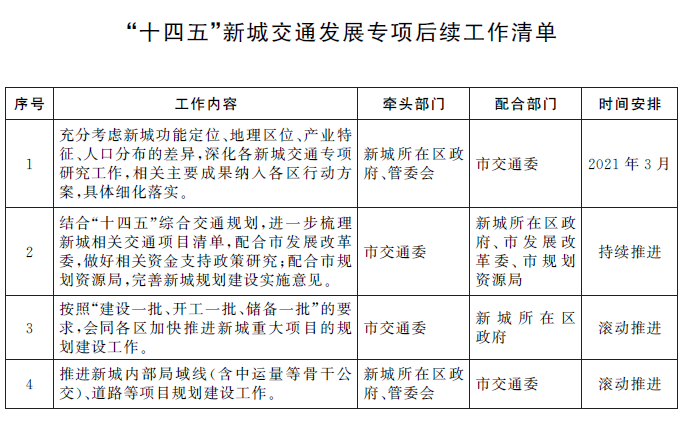 “十四五”新城交通发展专项后续工作清单
序号 工作内容 牵头部门 配合部门 时间安排
1
充分考虑新城功能定位、地理区位、产业特
征、人口分布的差异,深化各新城交通专项
研究工作,相关主要成果纳入各区行动方
案,具体细化落实。
新城所在区政
府、管委会
市交通委
2021 年 3 月
2
结合“十四五”综合交通规划,进一步梳理
新城相关交通项目清单,配合市发展改革
委,做好相关资金支持政策研究;配合市规
划资源局,完善新城规划建设实施意见。
市交通委
新城所在区政
府、市发展改
革委、市规划
资源局
持续推进
3
按照“建设一批、开工一批、储备一批”的要
求,会同各区加快推进新城重大项目的规
划建设工作。
市交通委
新城所在区
政府
滚动推进
4
推进新城内部局域线(含中运量等骨干公
交)、道路等项目规划建设工作。
新城所在区政
府、管委会
市交通委
滚动推进